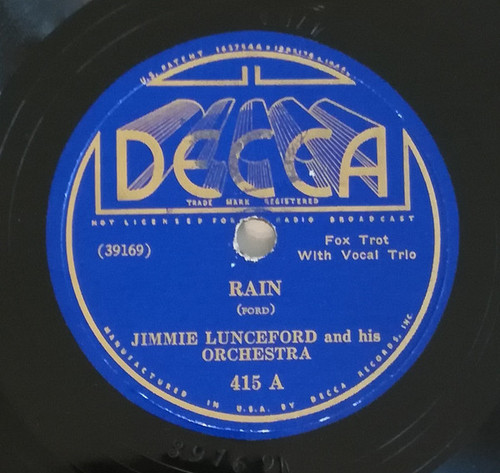 U.S. PATENT 1637544
DECCA
TRADE MARK REGISTERED
NOT LICENSED FOR RADIO BROADCAST
(39169)
Fox Trot
With Vocal Trio
RAIN
(FORD)
JIMMIE LUNCEFORD and his
ORCHESTRA
415 A
MANUFACTURED IN U.S.A. BY DECCA RECORDS, INC.